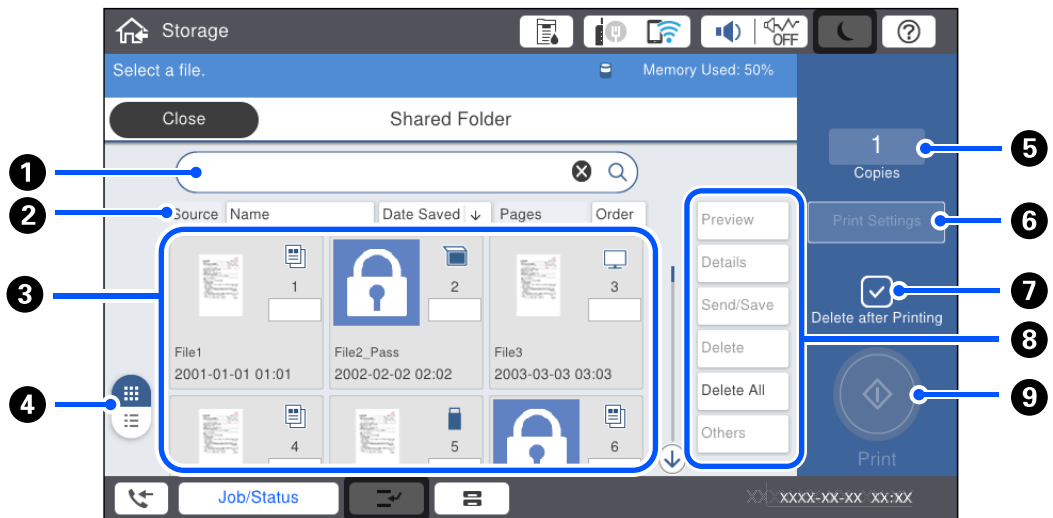 Storage
OFF
Select a file.
Memory Used: 50%
Close
Shared Folder
1
Copies
Source Name Date Saved ↓ Pages Order
Print Settings
Preview
Details
Send/Save
Delete
Delete All
Others
1
File1
2001-01-01 01:01
2
File2_Pass
2002-02-02 02:02
3
File3
2003-03-03 03:03
4
5
6
Delete after Printing
Print
Job/Status
XX xxxx-xx-xx xx:xx
1
2
3
4
5
6
7
8
9